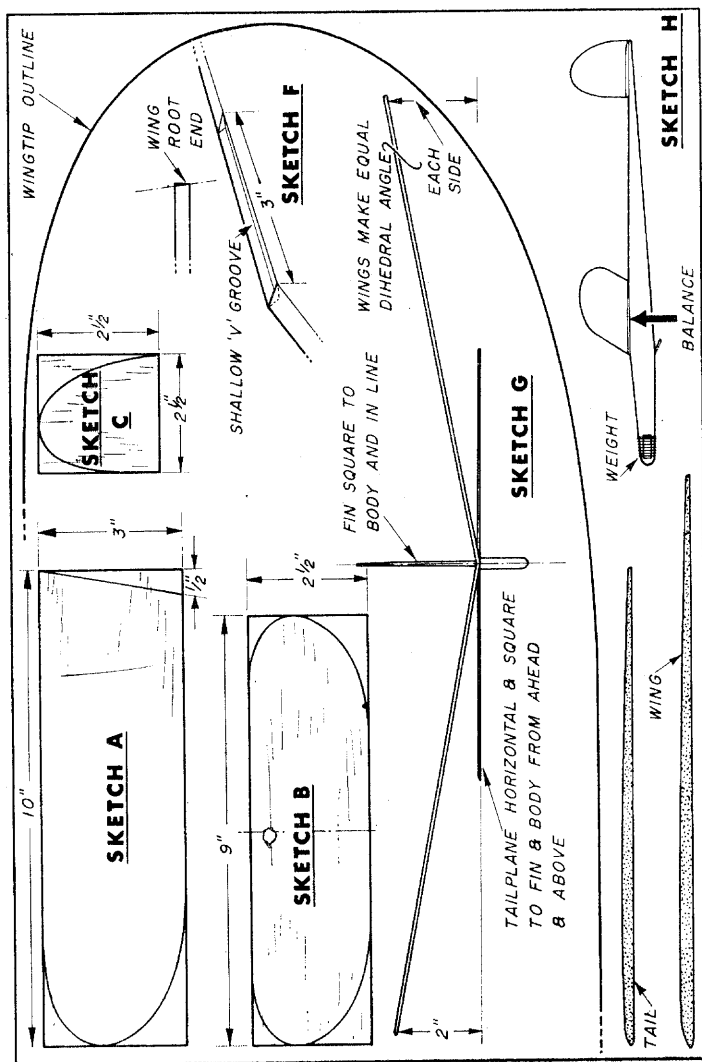 WINGTIP OUTLINE
10"
3"
½"
SKETCH A
2½"
2½"
SKETCH
C
WING
ROOT
END
SHALLOW 'V' GROOVE
3"
SKETCH F
9"
2½"
SKETCH B
FIN SQUARE TO
BODY AND IN LINE
WINGS MAKE EQUAL
DIHEDRAL ANGLE
EACH
SIDE
2"
SKETCH G
TAILPLANE HORIZONTAL & SQUARE
TO FIN & BODY FROM AHEAD
& ABOVE
TAIL
WING
WEIGHT
BALANCE
SKETCH H